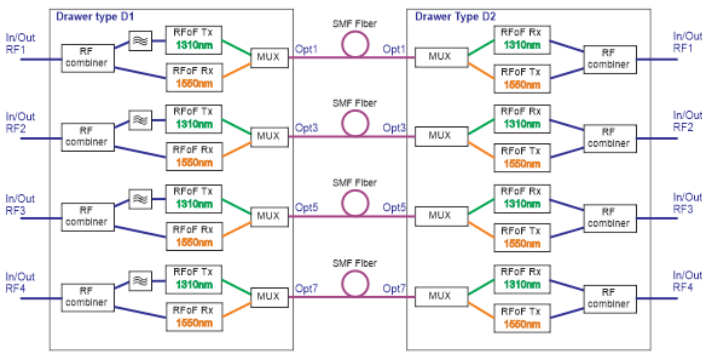 Drawer type D1
SMF Fiber
Drawer Type D2
In/Out
RF1
RF
combiner
RFoF Tx
1310nm
RFoF Rx
1550nm
MUX
Opt1
Opt1
MUX
RFoF Rx
1310nm
RFoF Tx
1550nm
RF
combiner
In/Out
RF1
In/Out
RF2
RF
combiner
RFoF Tx
1310nm
RFoF Rx
1550nm
MUX
Opt3
SMF Fiber
Opt3
MUX
RFoF Rx
1310nm
RFoF Tx
1550nm
RF
combiner
In/Out
RF2
In/Out
RF3
RF
combiner
RFoF Tx
1310nm
RFoF Rx
1550nm
MUX
Opt5
SMF Fiber
Opt5
MUX
RFoF Rx
1310nm
RFoF Tx
1550nm
RF
combiner
In/Out
RF3
In/Out
RF4
RF
combiner
RFoF Tx
1310nm
RFoF Rx
1550nm
MUX
Opt7
SMF Fiber
Opt7
MUX
RFoF Rx
1310nm
RFoF Tx
1550nm
RF
combiner
In/Out
RF4